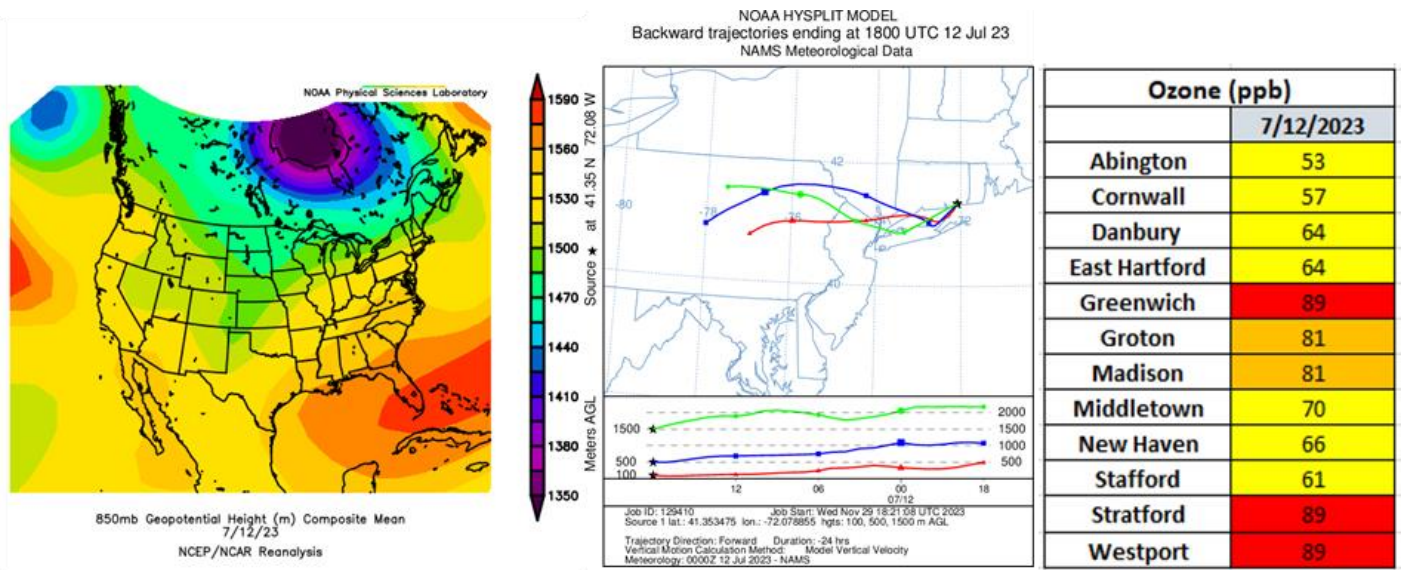 NOAA Physical Sciences Laboratory
1590
1560
1530
1500
1470
1440
1410
1380
1350
850mb Geopotential Height (m) Composite Mean
7/12/23
NCEP/NCAR Reanalysis
NOAA HYSPLIT MODEL
Backward trajectories ending at 1800 UTC 12 Jul 23
NAMS Meteorological Data
Source ★ at 41.35 N 72.08 W
42
-80
-78
-76
-72
40
Meters AGL
1500
500
100
2000
1500
1000
500
12
06
00
18
07/12
Job ID: 129410 Job Start: Wed Nov 29 18:21:08 UTC 2023
Source 1 lat.: 41.353475 lon.: -72.078855 hgts: 100, 500, 1500 m AGL
Trajectory Direction: Forward Duration: -24 hrs
Vertical Motion Calculation Method: Model Vertical Velocity
Meteorology: 0000Z 12 Jul 2023 - NAMS
Ozone (ppb)
7/12/2023
Abington 53
Cornwall 57
Danbury 64
East Hartford 64
Greenwich 89
Groton 81
Madison 81
Middletown 70
New Haven 66
Stafford 61
Stratford 89
Westport 89